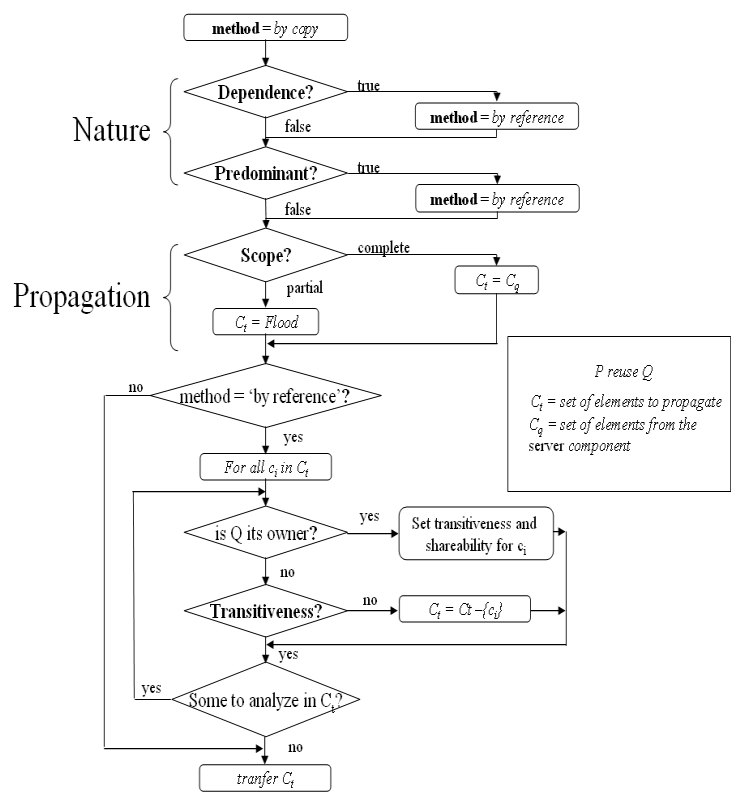 method = by copy
Dependence?
true
method = by reference
false
Nature
Predominant?
true
method = by reference
false
Scope?
complete
Cₜ = C_q
Propagation
partial
Cₜ = Flood
P reuse Q
Cₜ = set of elements to propagate
C_q = set of elements from the
server component
no
method = ‘by reference’?
yes
For all cᵢ in Cₜ
is Q its owner?
yes
Set transitiveness and
shareability for cᵢ
no
Transitiveness?
no
Cₜ = Ct –{cᵢ}
yes
yes
Some to analyze in Cₜ?
no
tranfer Cₜ